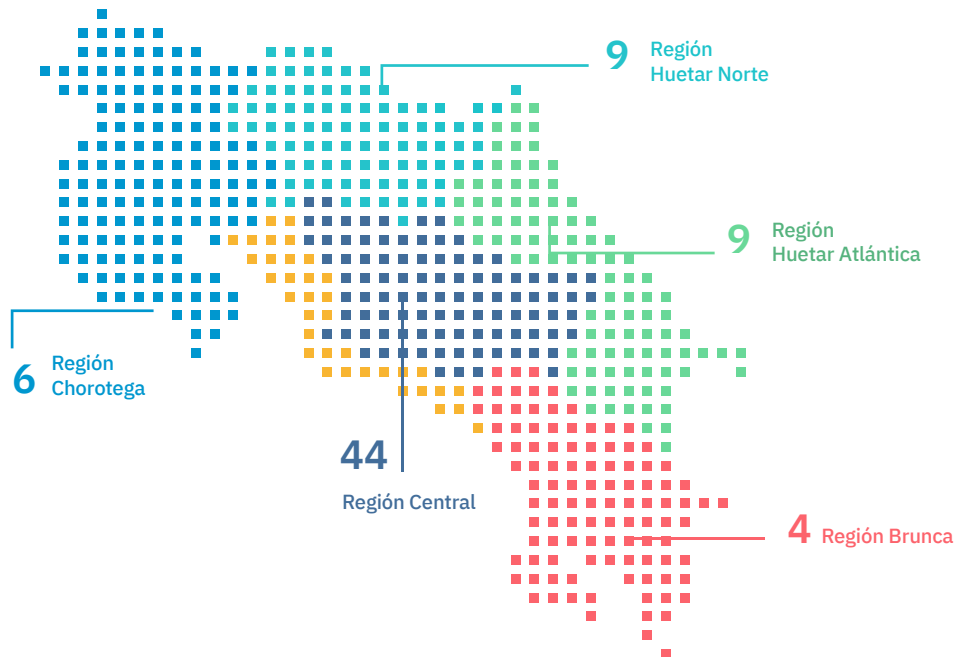 9
Región
Huetar Norte
9
Región
Huetar Atlántica
6
Región
Chorotega
44
Región Central
4 Región Brunca